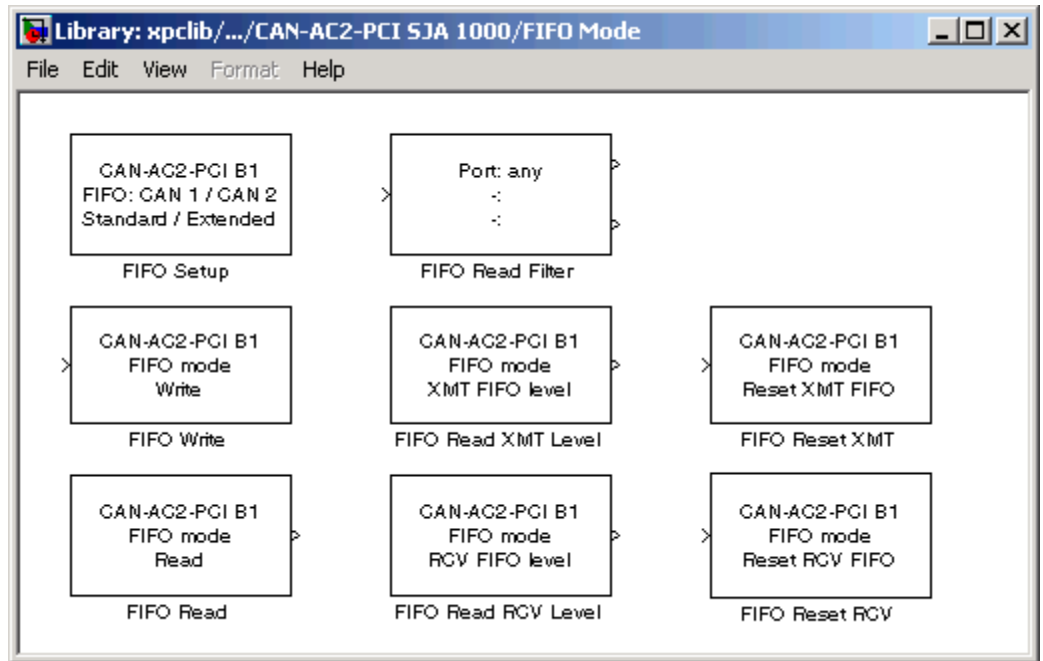 Library: xpclib/.../CAN-AC2-PCI SJA 1000/FIFO Mode
File Edit View Format Help
CAN-AC2-PCI B1
FIFO: CAN 1 / CAN 2
Standard / Extended
FIFO Setup
Port: any
-:
-:
FIFO Read Filter
CAN-AC2-PCI B1
FIFO mode
Write
FIFO Write
CAN-AC2-PCI B1
FIFO mode
XMT FIFO level
FIFO Read XMT Level
CAN-AC2-PCI B1
FIFO mode
Reset XMT FIFO
FIFO Reset XMT
CAN-AC2-PCI B1
FIFO mode
Read
FIFO Read
CAN-AC2-PCI B1
FIFO mode
RCV FIFO level
FIFO Read RCV Level
CAN-AC2-PCI B1
FIFO mode
Reset RCV FIFO
FIFO Reset RCV